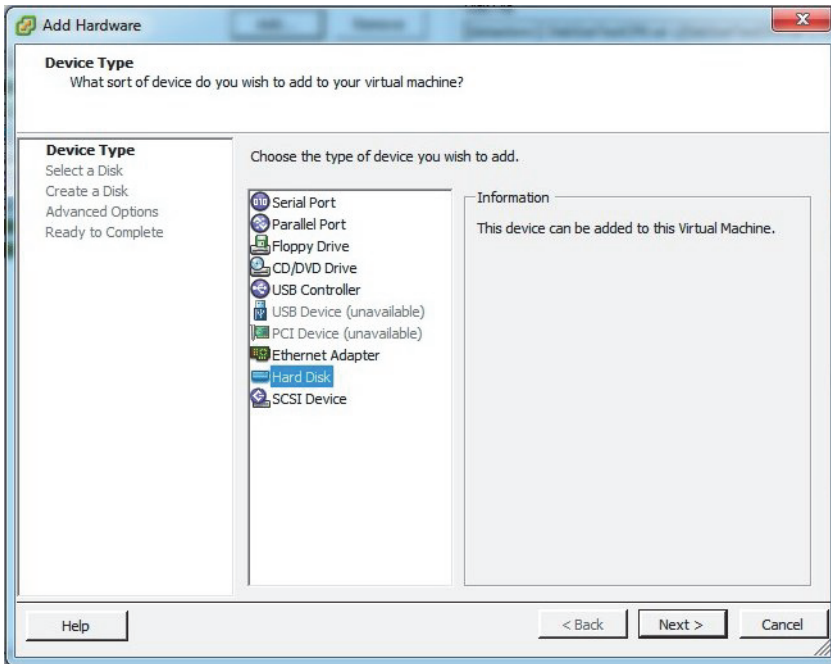 Add Hardware
Device Type
What sort of device do you wish to add to your virtual machine?
Device Type
Select a Disk
Create a Disk
Advanced Options
Ready to Complete
Choose the type of device you wish to add.
Serial Port
Parallel Port
Floppy Drive
CD/DVD Drive
USB Controller
USB Device (unavailable)
PCI Device (unavailable)
Ethernet Adapter
Hard Disk
SCSI Device
Information
This device can be added to this Virtual Machine.
Help
< Back
Next >
Cancel